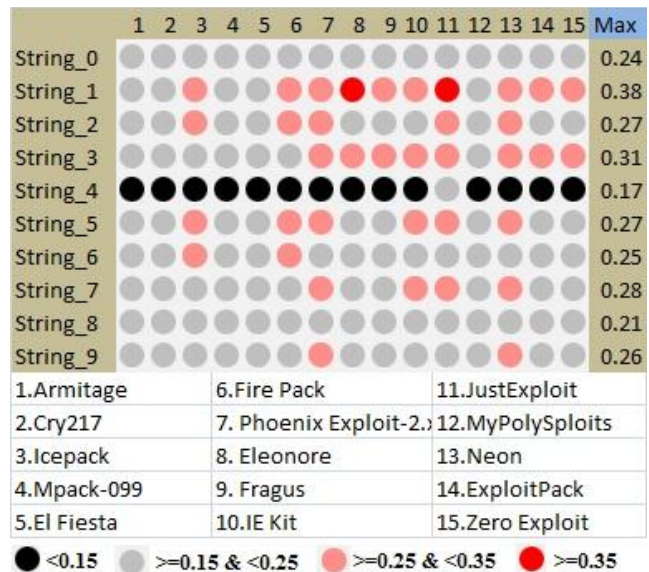 1 2 3 4 5 6 7 8 9 10 11 12 13 14 15 Max
String_0 0.24
String_1 0.38
String_2 0.27
String_3 0.31
String_4 0.17
String_5 0.27
String_6 0.25
String_7 0.28
String_8 0.21
String_9 0.26
1.Armitage 6.Fire Pack 11.JustExploit
2.Cry217 7. Phoenix Exploit-2.x 12.MyPolySploits
3.Icepack 8. Eleonore 13.Neon
4.Mpack-099 9. Fragus 14.ExploitPack
5.El Fiesta 10.IE Kit 15.Zero Exploit
<0.15 >=0.15 & <0.25 >=0.25 & <0.35 >=0.35